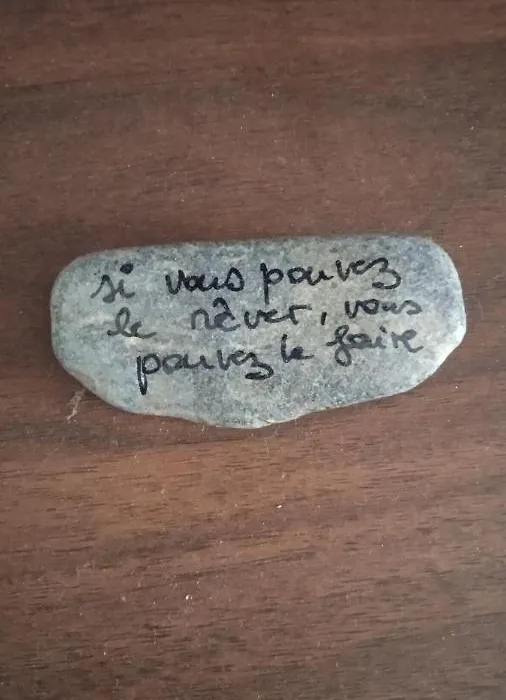 si vous pouvez
le rêver, vous
pouvez le faire